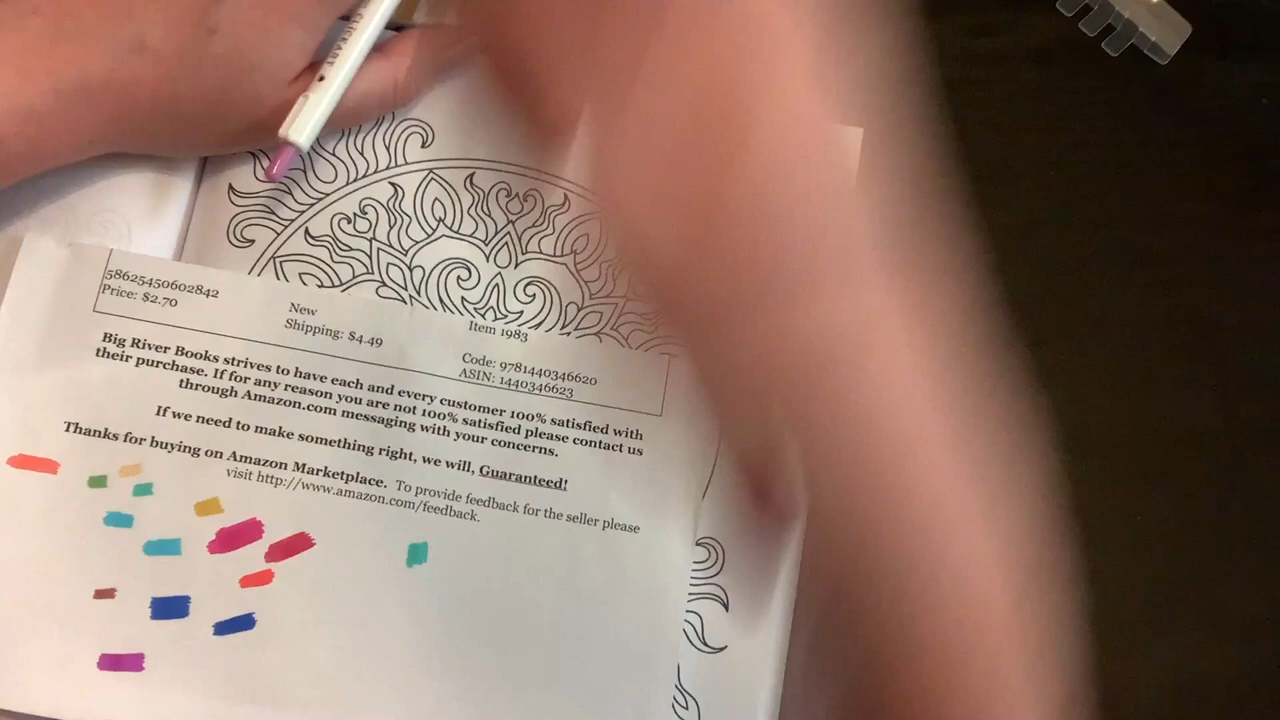 CLICKART
58625450602842
Price: $2.70
New
Shipping: $4.49
Item 1983
Code: 9781440346620
ASIN: 1440346623
Big River Books strives to have each and every customer 100% satisfied with
their purchase. If for any reason you are not 100% satisfied please contact us
through Amazon.com messaging with your concerns.
If we need to make something right, we will, Guaranteed!
Thanks for buying on Amazon Marketplace. To provide feedback for the seller please
visit http://www.amazon.com/feedback.